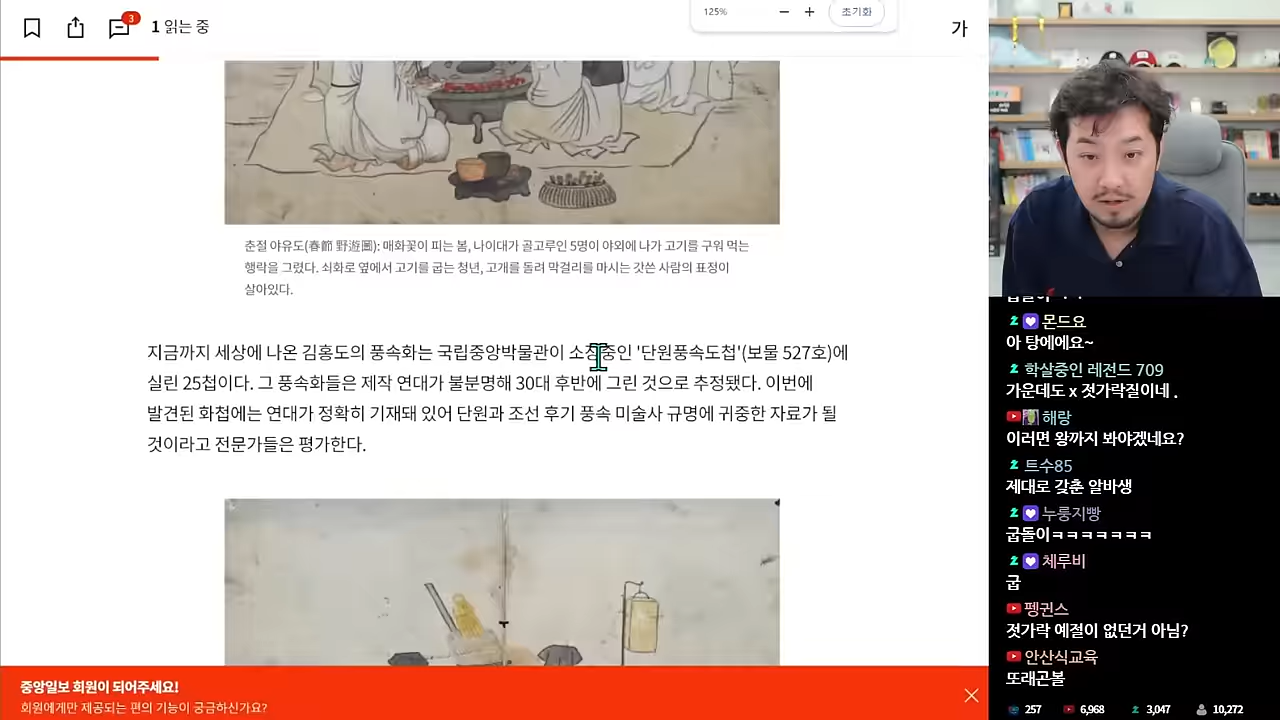 3
1 읽는 중
125%
초기화
가
춘절 야유도(春節 野遊圖): 매화꽃이 피는 봄, 나이대가 골고루인 5명이 야외에 나가 고기를 구워 먹는
행락을 그렸다. 쇠화로 옆에서 고기를 굽는 청년, 고개를 돌려 막걸리를 마시는 갓쓴 사람의 표정이
살아있다.
지금까지 세상에 나온 김홍도의 풍속화는 국립중앙박물관이 소장중인 '단원풍속도첩'(보물 527호)에
실린 25첩이다. 그 풍속화들은 제작 연대가 불분명해 30대 후반에 그린 것으로 추정됐다. 이번에
발견된 화첩에는 연대가 정확히 기재돼 있어 단원과 조선 후기 풍속 미술사 규명에 귀중한 자료가 될
것이라고 전문가들은 평가한다.
중앙일보 회원이 되어주세요!
회원에게만 제공되는 편의 기능이 궁금하신가요?
몬드요
아 탕에에요~
학살중인 레전드 709
가운데도 x 젓가락질이네 .
해랑
이러면 왕까지 봐야겠네요?
트수85
제대로 갖춘 알바생
누룽지빵
굽돌이ㅋㅋㅋㅋㅋㅋㅋ
체루비
굽
펭귄스
젓가락 예절이 없던거 아님?
안산식교육
또래곤볼
257 6,968 3,047 10,272